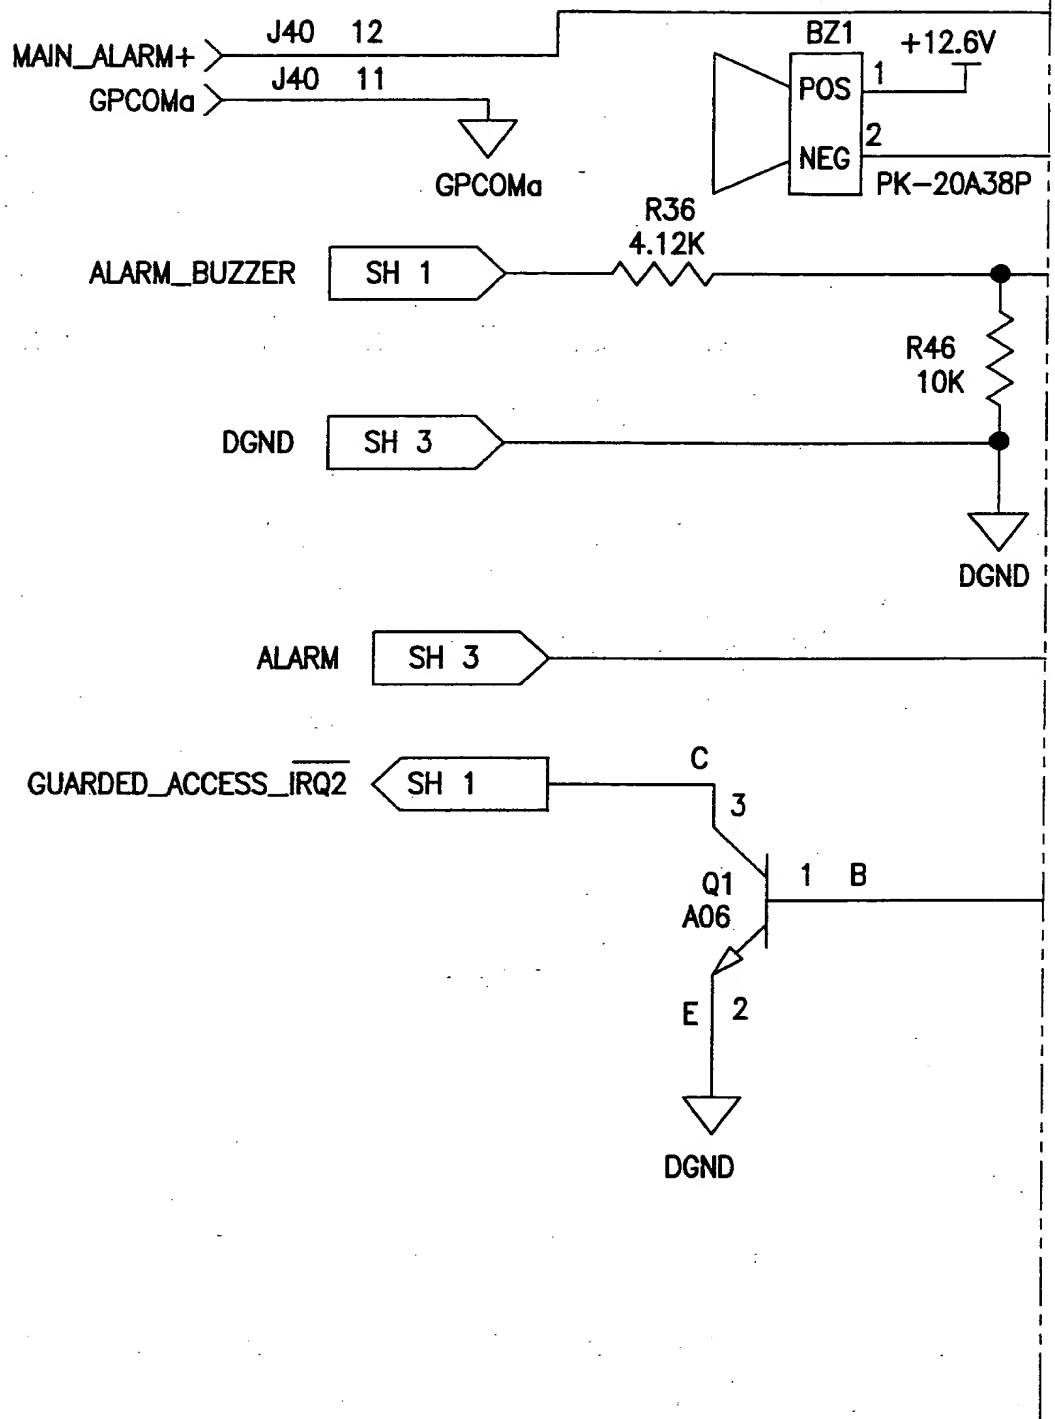 J40 12
MAIN_ALARM+
J40 11
GPCOMa
GPCOMa
BZ1
+12.6V
POS
1
NEG
2
PK-20A38P
R36
4.12K
ALARM_BUZZER
SH 1
R46
10K
DGND
SH 3
DGND
ALARM
SH 3
GUARDED_ACCESS_IRQ2
SH 1
C
3
Q1
A06
1 B
E 2
DGND